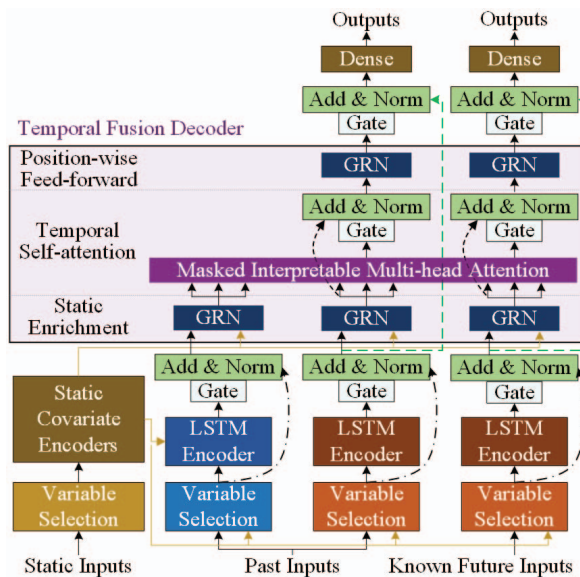 Outputs
Outputs
Dense
Dense
Add & Norm
Add & Norm
Gate
Gate
Temporal Fusion Decoder
Position-wise
Feed-forward
GRN
GRN
Add & Norm
Add & Norm
Gate
Gate
Temporal
Self-attention
Masked Interpretable Multi-head Attention
Static
Enrichment
GRN
GRN
GRN
Add & Norm
Add & Norm
Add & Norm
Gate
Gate
Gate
Static
Covariate
Encoders
LSTM
Encoder
LSTM
Encoder
LSTM
Encoder
Variable
Selection
Variable
Selection
Variable
Selection
Variable
Selection
Static Inputs
Past Inputs
Known Future Inputs